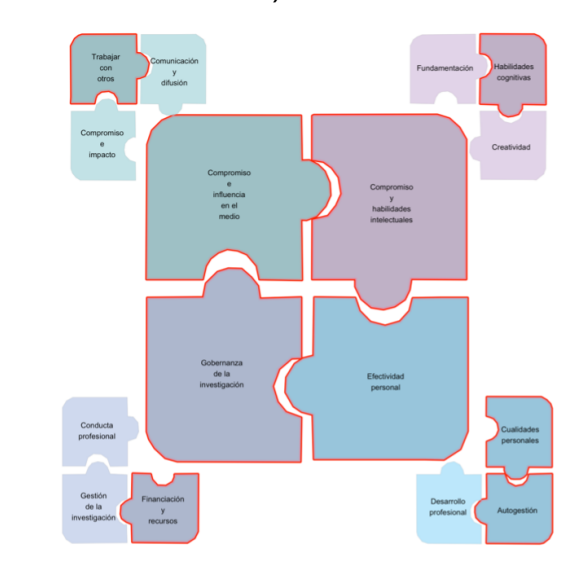 Trabajar
con
otros
Comunicación
y
difusión
Compromiso
e
impacto
Fundamentación
Habilidades
cognitivas
Creatividad
Compromiso
e
influencia
en el
medio
Compromiso
y
habilidades
intelectuales
Gobernanza
de la
investigación
Efectividad
personal
Conducta
profesional
Gestión
de la
investigación
Financiación
y
recursos
Cualidades
personales
Desarrollo
profesional
Autogestión